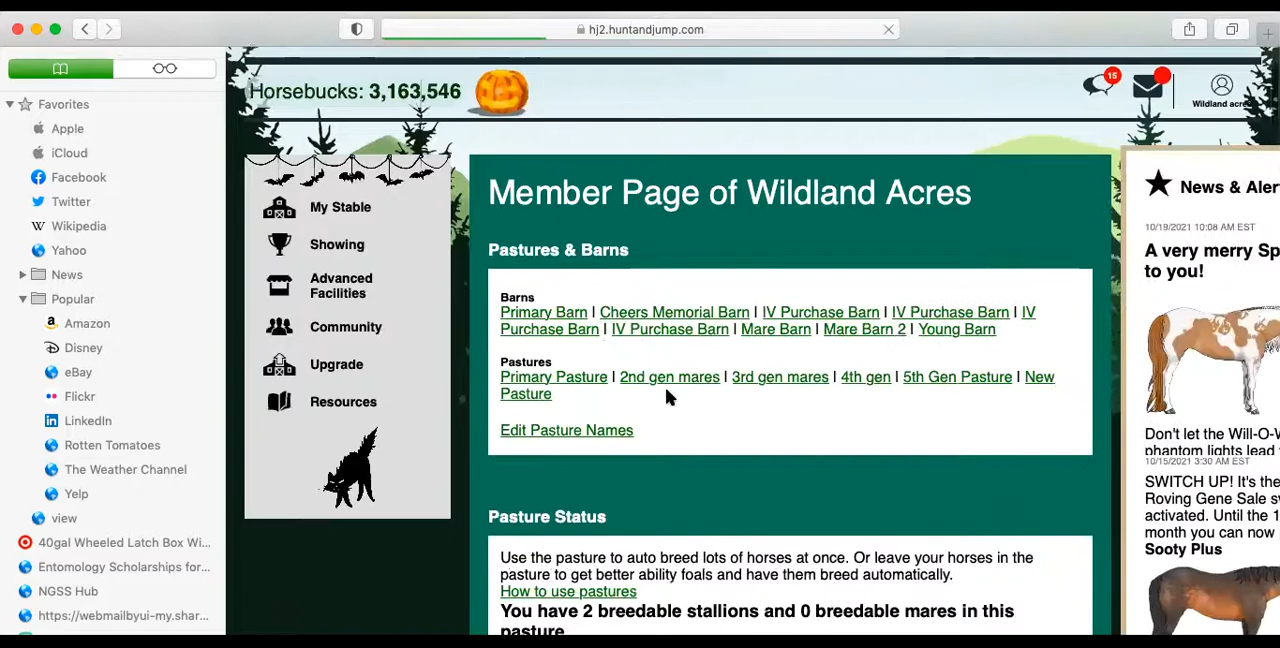 hj2.huntandjump.com
Favorites
Apple
iCloud
Facebook
Twitter
Wikipedia
Yahoo
News
Popular
Amazon
Disney
eBay
Flickr
LinkedIn
Rotten Tomatoes
The Weather Channel
Yelp
view
40gal Wheeled Latch Box Wi...
Entomology Scholarships for...
NGSS Hub
https://webmailbyui-my.shar...
Horsebucks: 3,163,546
15
Wildland acre
My Stable
Showing
Advanced
Facilities
Community
Upgrade
Resources
Member Page of Wildland Acres
Pastures & Barns
Barns
Primary Barn I Cheers Memorial Barn I IV Purchase Barn I IV Purchase Barn I IV
Purchase Barn I IV Purchase Barn I Mare Barn I Mare Barn 2 I Young Barn
Pastures
Primary Pasture I 2nd gen mares I 3rd gen mares I 4th gen I 5th Gen Pasture I New
Pasture
Edit Pasture Names
Pasture Status
Use the pasture to auto breed lots of horses at once. Or leave your horses in the
pasture to get better ability foals and have them breed automatically.
How to use pastures
You have 2 breedable stallions and 0 breedable mares in this
pasture
News & Aler
10/19/2021 10:08 AM EST
A very merry Sp
to you!
Don't let the Will-O-W
phantom lights lead
10/15/2021 3:30 AM EST
SWITCH UP! It's the
Roving Gene Sale sv
activated. Until the 1
month you can now
Sooty Plus